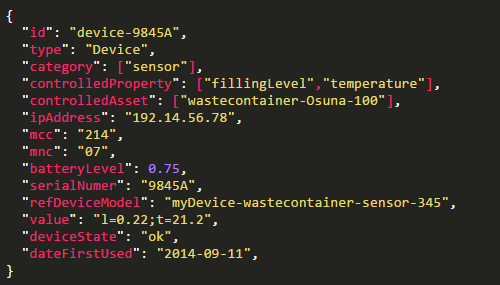 {
"id": "device-9845A",
"type": "Device",
"category": ["sensor"],
"controlledProperty": ["fillingLevel","temperature"],
"controlledAsset": ["wastecontainer-Osuna-100"],
"ipAddress": "192.14.56.78",
"mcc": "214",
"mnc": "07",
"batteryLevel": 0.75,
"serialNumer": "9845A",
"refDeviceModel": "myDevice-wastecontainer-sensor-345",
"value": "l=0.22;t=21.2",
"deviceState": "ok",
"dateFirstUsed": "2014-09-11",
}